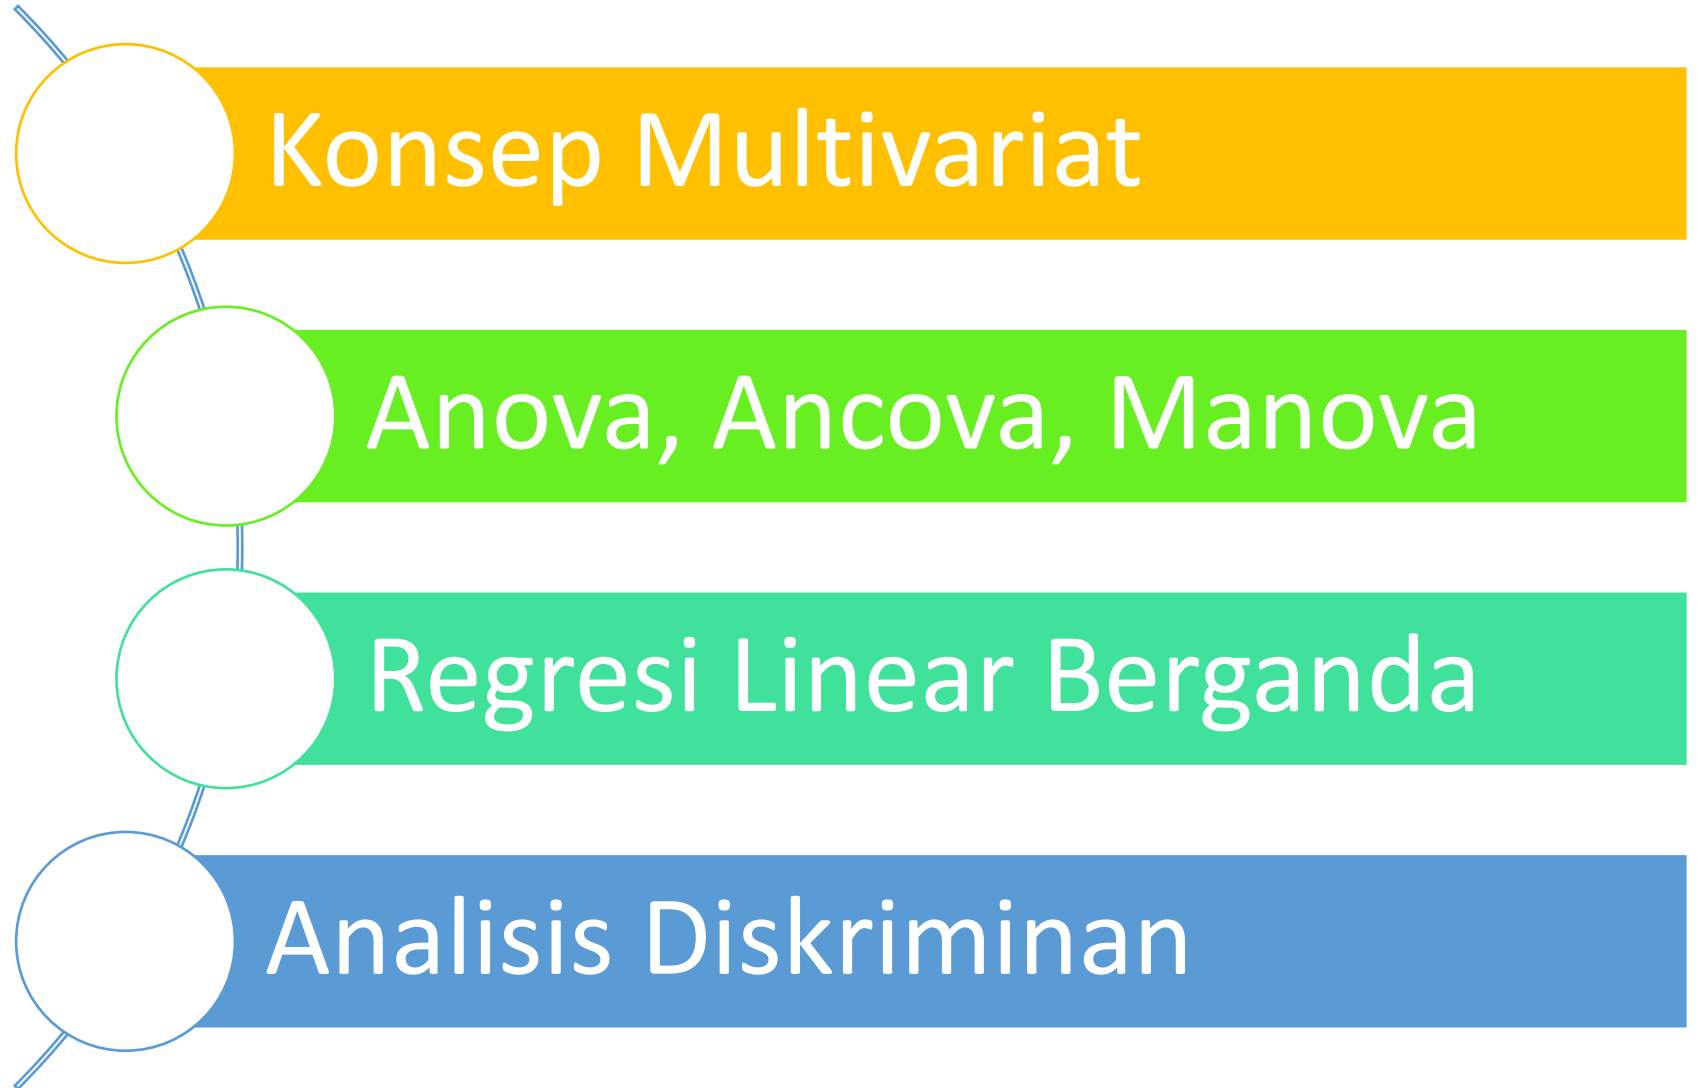 Konsep Multivariat
Anova, Ancova, Manova
Regresi Linear Berganda
Analisis Diskriminan